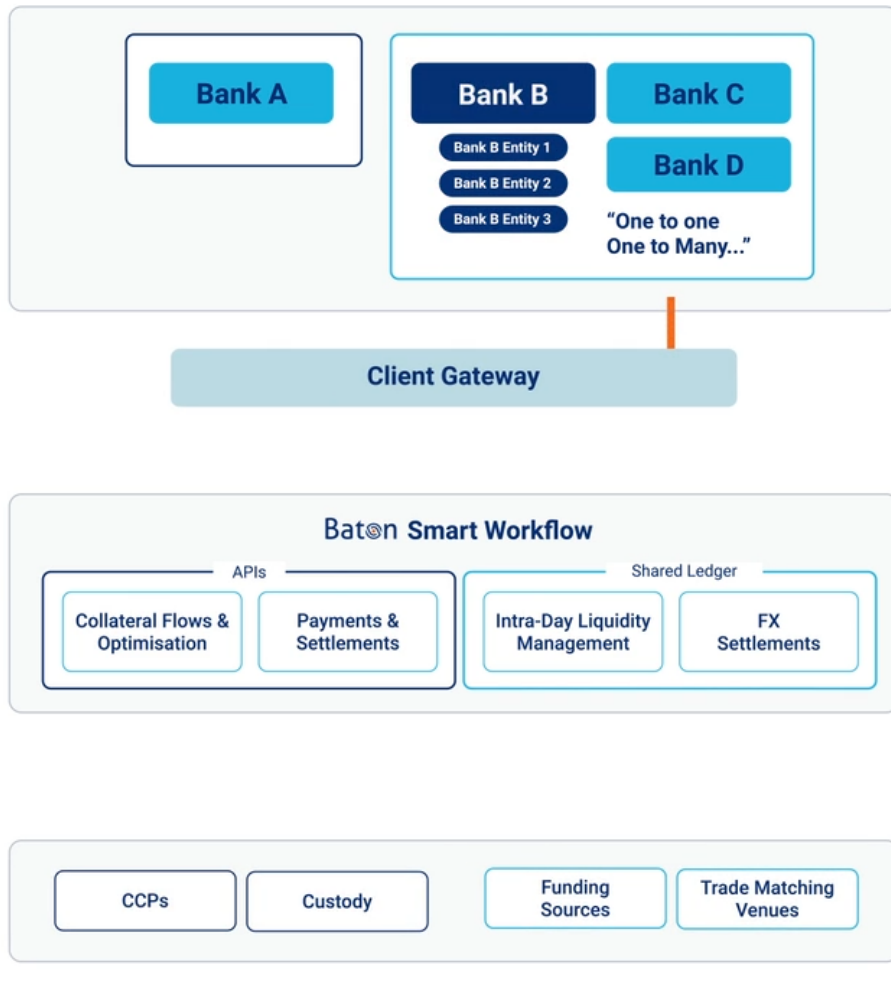 Bank A
Bank B
Bank C
Bank B Entity 1
Bank B Entity 2
Bank B Entity 3
Bank D
“One to one
One to Many...”
Client Gateway
Baton Smart Workflow
APIs
Shared Ledger
Collateral Flows &
Optimisation
Payments &
Settlements
Intra-Day Liquidity
Management
FX
Settlements
CCPs
Custody
Funding
Sources
Trade Matching
Venues